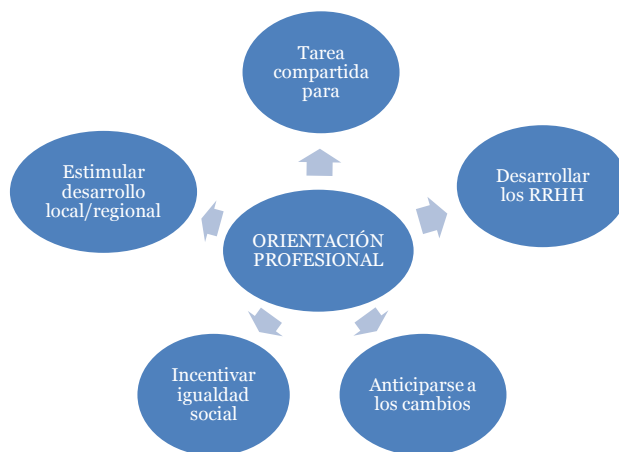 Tarea
compartida
para
Estimular
desarrollo
local/regional
Desarrollar
los RRHH
ORIENTACIÓN
PROFESIONAL
Incentivar
igualdad
social
Anticiparse a
los cambios